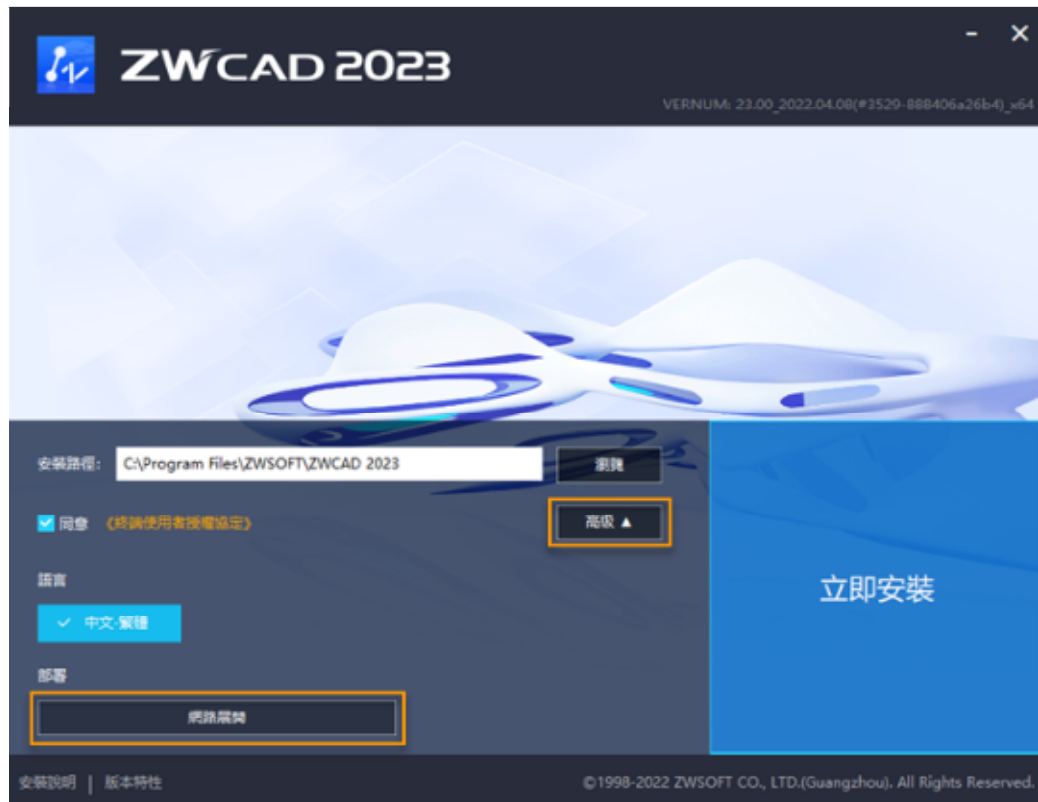 ZWCAD 2023
VERNUM: 23.00_2022.04.08(#3529-888406a26b4)_x64
安裝路徑: C:\Program Files\ZWSOFT\ZWCAD 2023 瀏覽
同意 《終端使用者授權協定》 高級 ▲
語言
中文-繁體
立即安裝
部署
網路展開
安裝說明 | 版本特性 ©1998-2022 ZWSOFT CO., LTD.(Guangzhou). All Rights Reserved.